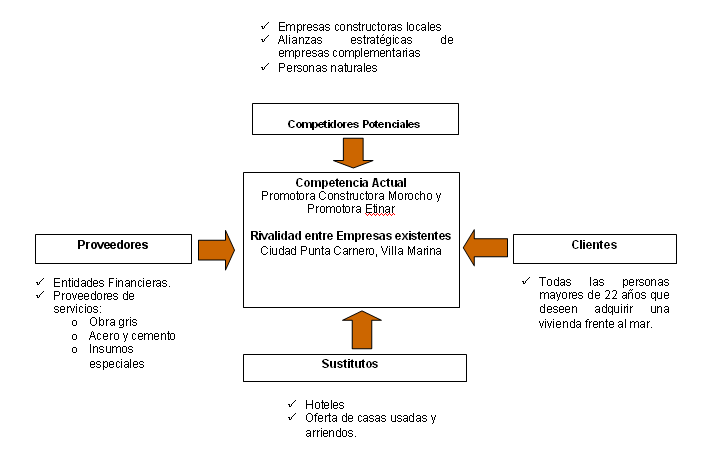 ✓ Empresas constructoras locales
✓ Alianzas estratégicas de
empresas complementarias
✓ Personas naturales
Competidores Potenciales
Competencia Actual
Promotora Constructora Morocho y
Promotora Etinar
Rivalidad entre Empresas existentes
Ciudad Punta Carnero, Villa Marina
Proveedores
✓ Entidades Financieras.
✓ Proveedores de
servicios:
o Obra gris
o Acero y cemento
o Insumos
especiales
Clientes
✓ Todas las personas
mayores de 22 años que
deseen adquirir una
vivienda frente al mar.
Sustitutos
✓ Hoteles
✓ Oferta de casas usadas y
arriendos.